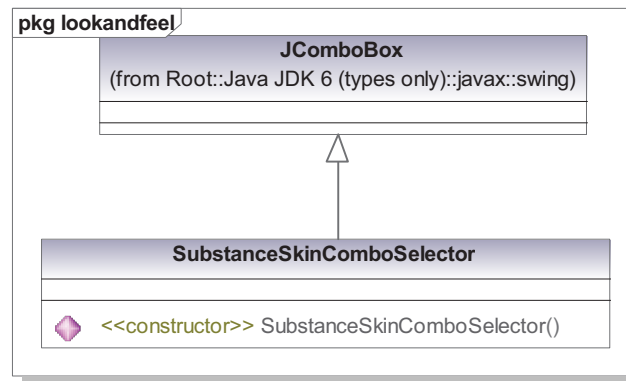 pkg lookandfeel
JComboBox
(from Root::Java JDK 6 (types only)::javax::swing)
SubstanceSkinComboSelector
<<constructor>> SubstanceSkinComboSelector()